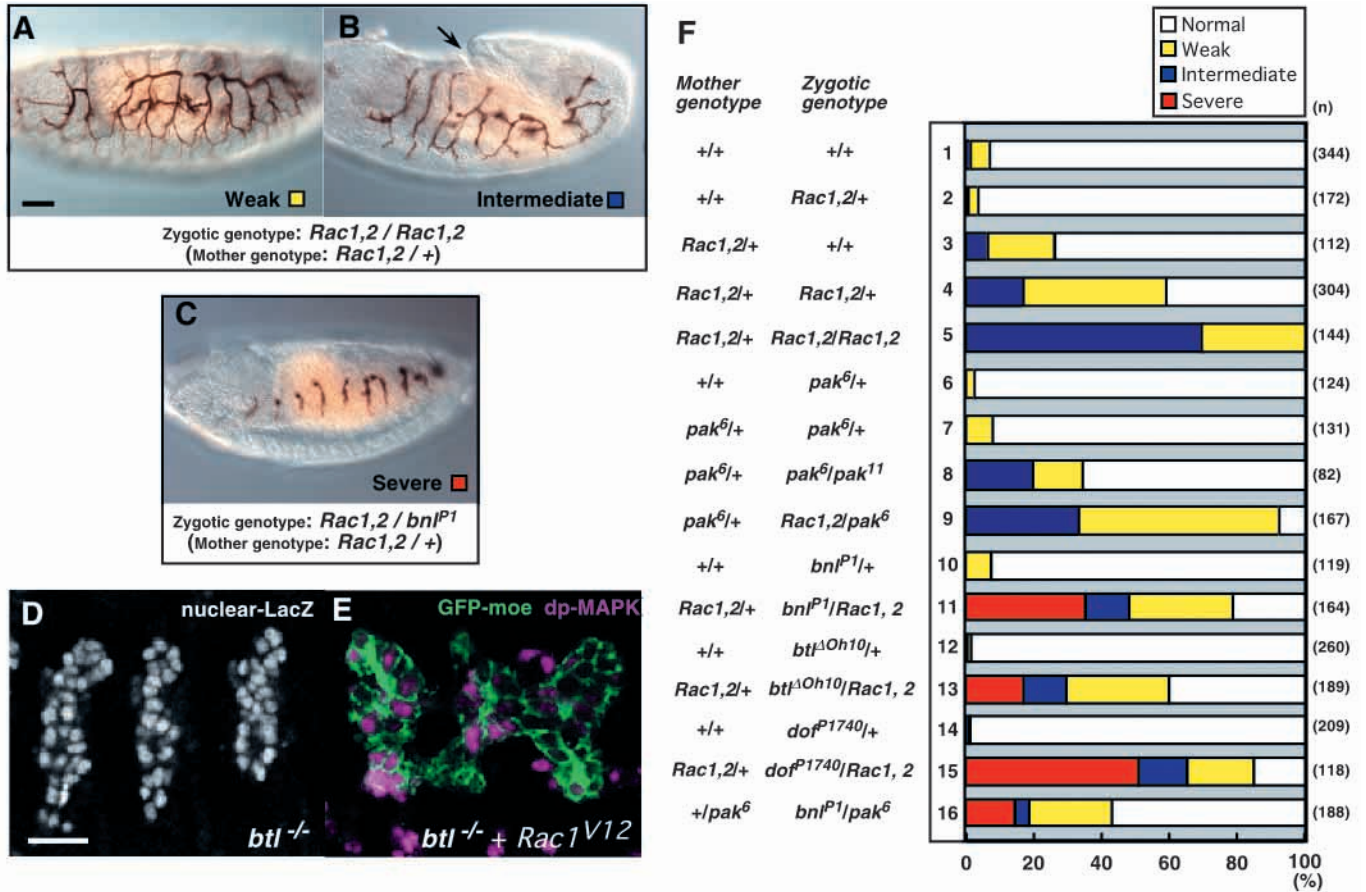 A
B
Weak
Intermediate
Zygotic genotype: Rac1,2 / Rac1,2
(Mother genotype: Rac1,2 / +)
C
Severe
Zygotic genotype: Rac1,2 / bnlP1
(Mother genotype: Rac1,2 / +)
D
nuclear-LacZ
btl -/-
E
GFP-moe dp-MAPK
btl -/- + Rac1V12
F
Normal
Weak
Intermediate
Severe
Mother genotype
Zygotic genotype
(n)
+/+ +/+ 1 (344)
+/+ Rac1,2/+ 2 (172)
Rac1,2/+ +/+ 3 (112)
Rac1,2/+ Rac1,2/+ 4 (304)
Rac1,2/+ Rac1,2/Rac1,2 5 (144)
+/+ pak6/+ 6 (124)
pak6/+ pak6/+ 7 (131)
pak6/+ pak6/pak11 8 (82)
pak6/+ Rac1,2/pak6 9 (167)
+/+ bnlP1/+ 10 (119)
Rac1,2/+ bnlP1/Rac1, 2 11 (164)
+/+ btlΔOh10/+ 12 (260)
Rac1,2/+ btlΔOh10/Rac1, 2 13 (189)
+/+ dofP1740/+ 14 (209)
Rac1,2/+ dofP1740/Rac1, 2 15 (118)
+/pak6 bnlP1/pak6 16 (188)
0 20 40 60 80 100
(%)